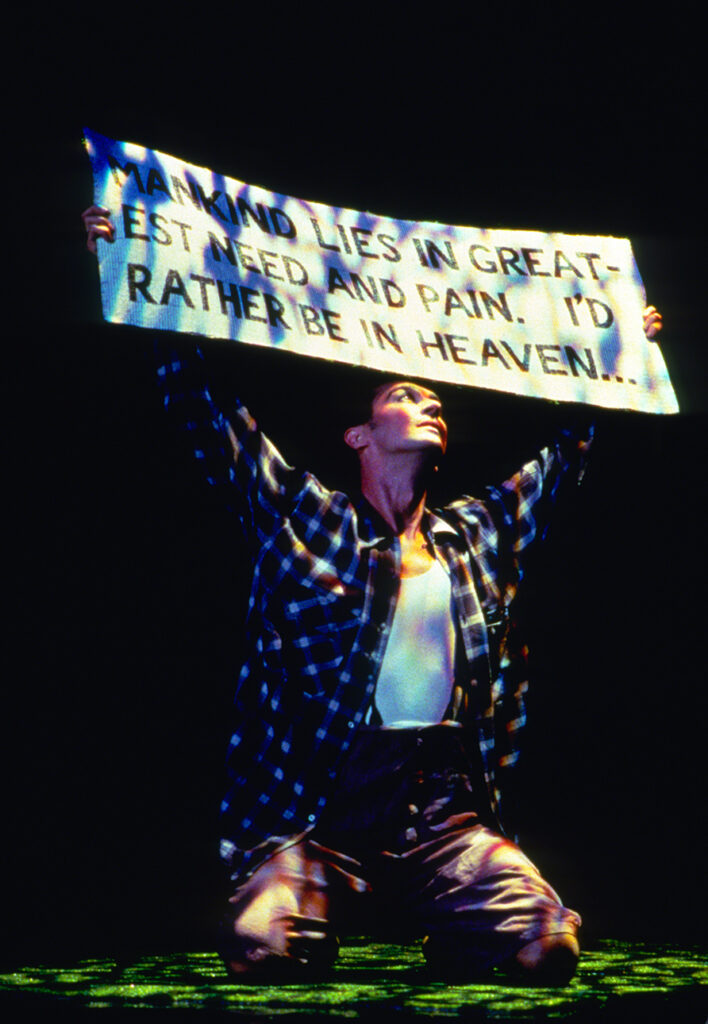 MANKIND LIES IN GREAT-
EST NEED AND PAIN. I'D
RATHER BE IN HEAVEN...